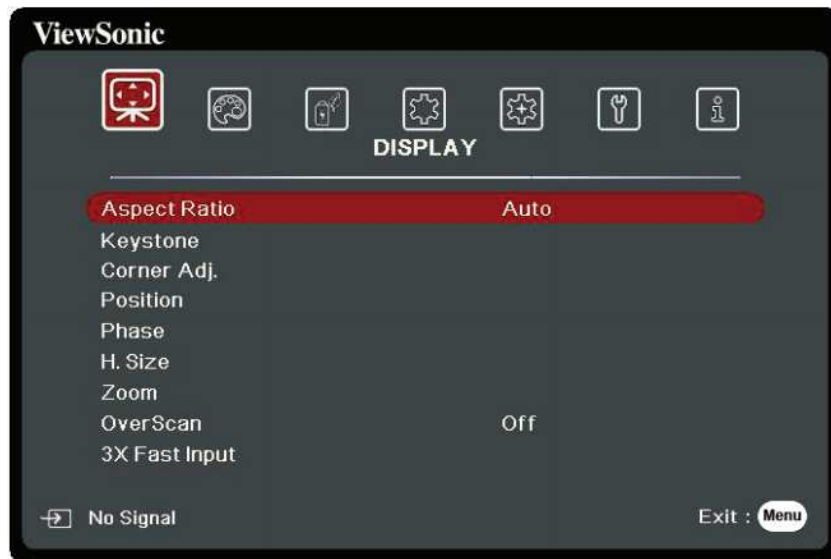 ViewSonic
DISPLAY
Aspect Ratio Auto
Keystone
Corner Adj.
Position
Phase
H. Size
Zoom
OverScan Off
3X Fast Input
No Signal Exit : Menu